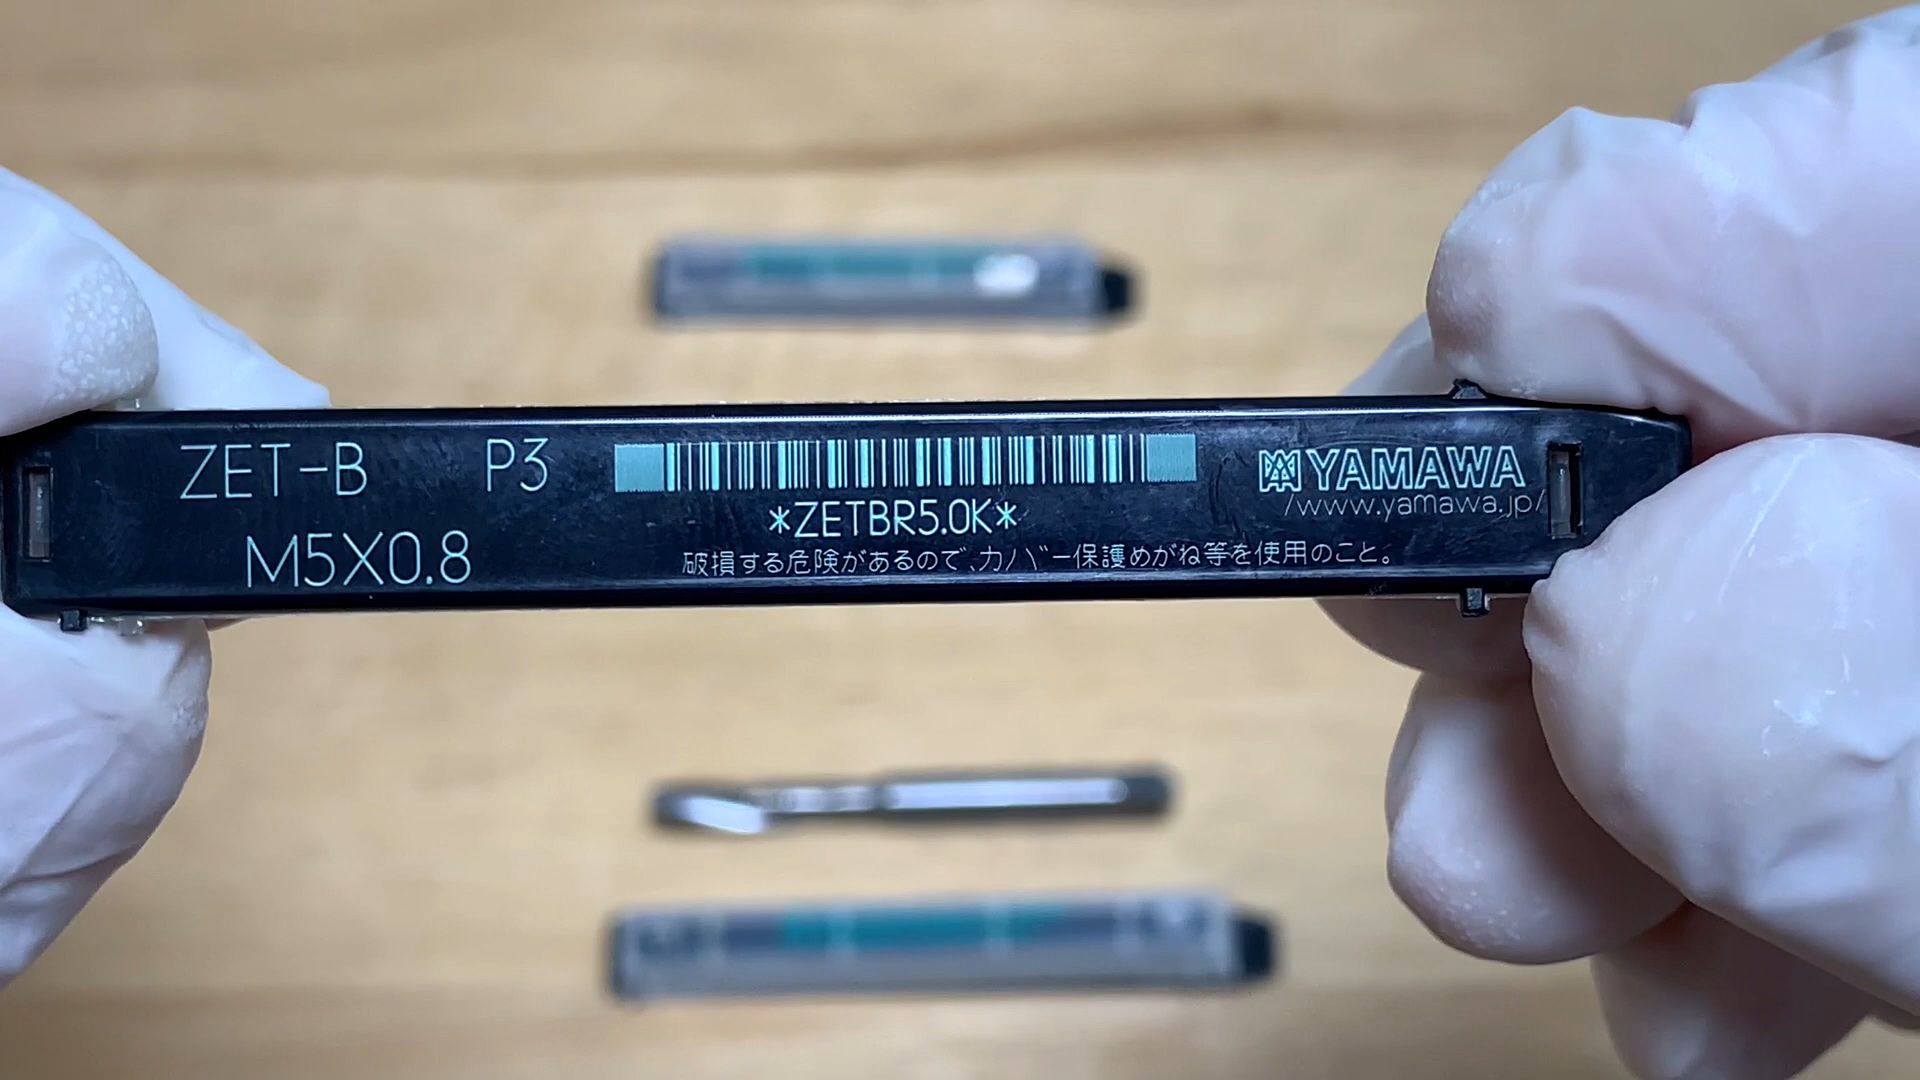 ZET-B P3
M5X0.8
*ZETBR5.0K*
破損する危険があるので、カバー保護めがね等を使用のこと。
YAMAWA
/www.yamawa.jp/